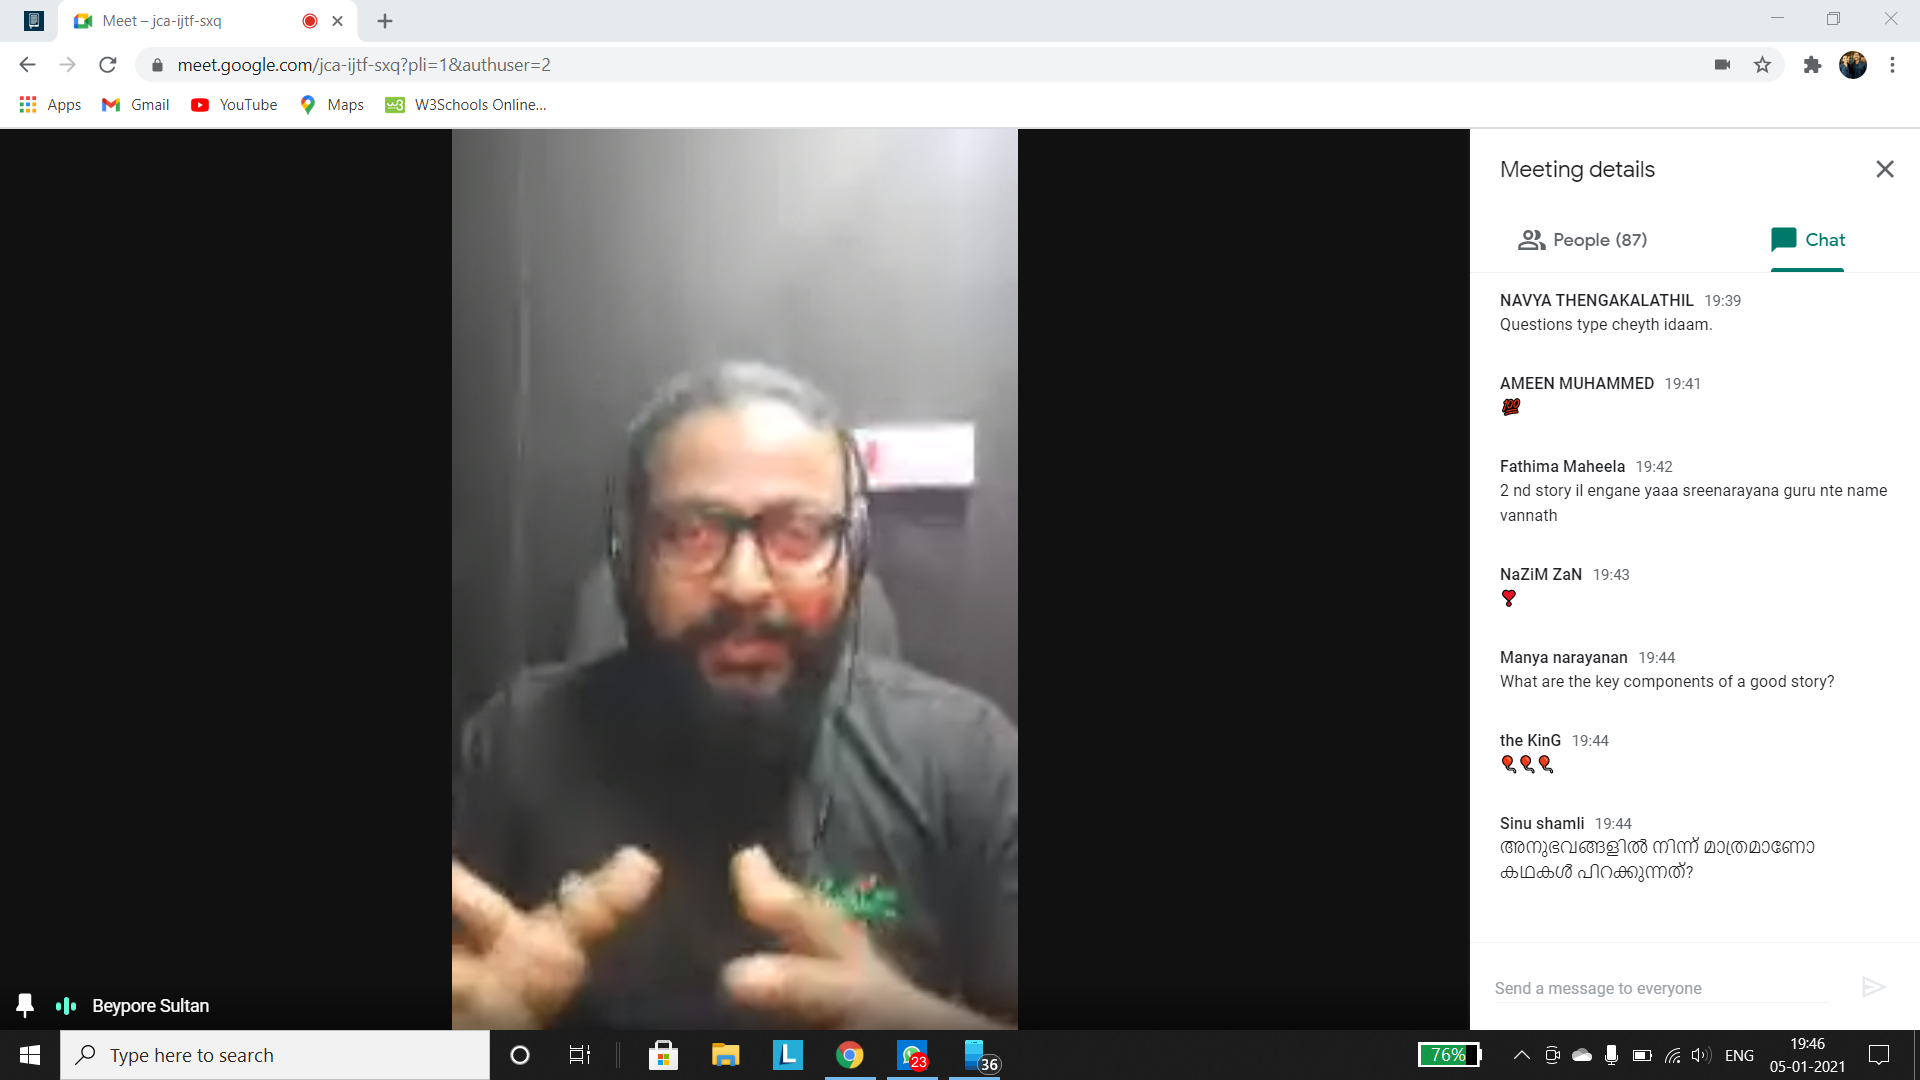 Meet – jca-ijtf-sxq
meet.google.com/jca-ijtf-sxq?pli=1&authuser=2
Apps
Gmail
YouTube
Maps
W3Schools Online...
Meeting details
People (87)
Chat
NAVYA THENGAKALATHIL 19:39
Questions type cheyth idaam.
AMEEN MUHAMMED 19:41
💯
Fathima Maheela 19:42
2 nd story il engane yaaa sreenarayana guru nte name
vannath
NaZiM ZaN 19:43
Manya narayanan 19:44
What are the key components of a good story?
the KinG 19:44
Sinu shamli 19:44
അനുഭവങ്ങളിൽ നിന്ന് മാത്രമാണോ
കഥകൾ പിറക്കുന്നത്?
Send a message to everyone
Beypore Sultan
Type here to search
L
23
36
76%
ENG
19:46
05-01-2021